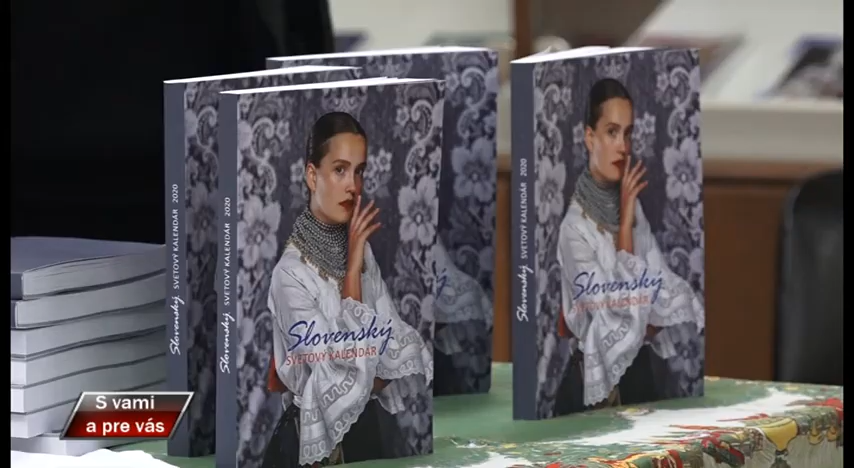 Slovenský SVETOVÝ KALENDÁR 2020
Slovenský SVETOVÝ KALENDÁR 2020
Slovenský
SVETOVÝ KALENDÁR
Slovenský SVETOVÝ KALENDÁR 2020
Slovenský
SVETOVÝ KALENDÁR
S vami
a pre vás